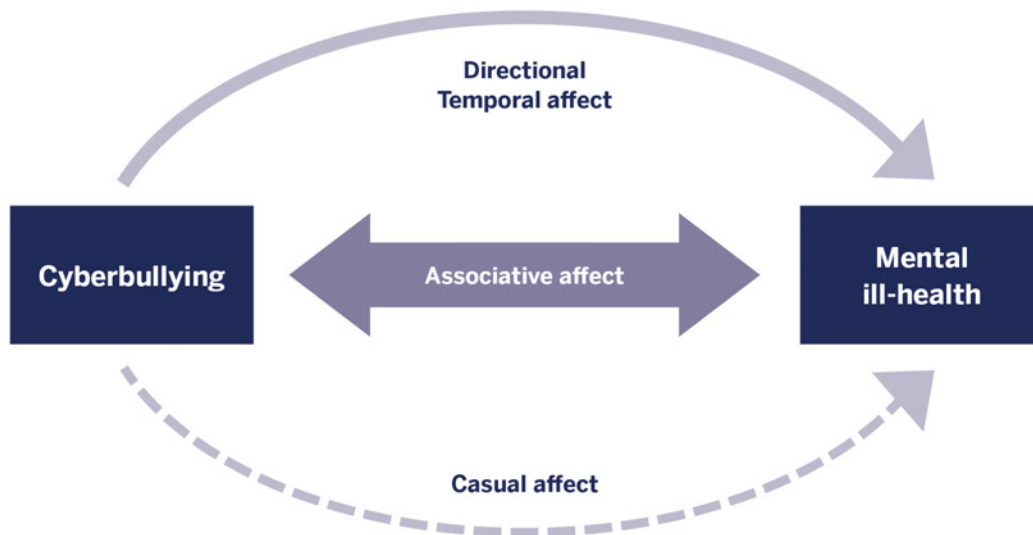 Directional
Temporal affect
Cyberbullying
Associative affect
Mental
ill-health
Casual affect